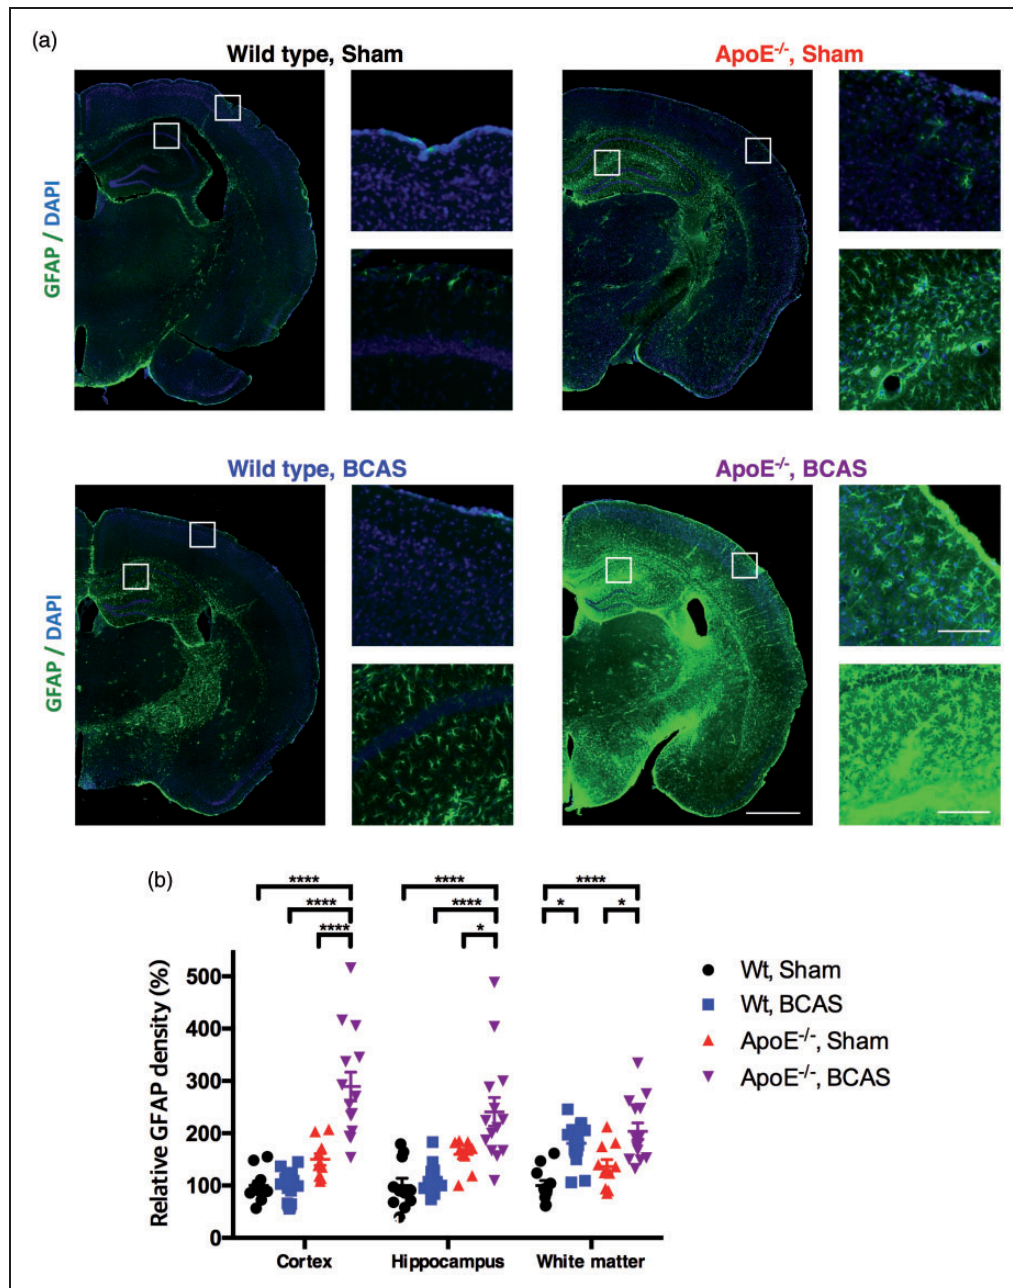 (a)
Wild type, Sham
ApoE-/-, Sham
GFAP / DAPI
Wild type, BCAS
ApoE-/-, BCAS
GFAP / DAPI
(b)
**** **** ****
**** **** * *
**** *
Relative GFAP density (%)
500
400
300
200
100
0
Cortex Hippocampus White matter
Wt, Sham
Wt, BCAS
ApoE-/-, Sham
ApoE-/-, BCAS